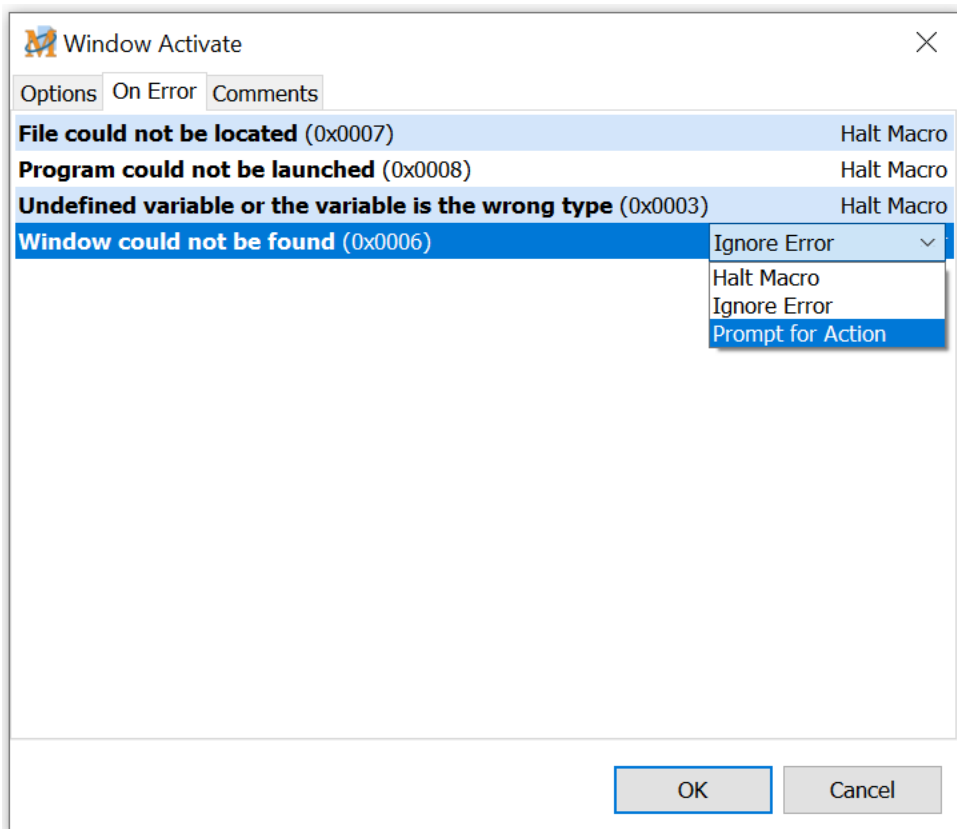 Window Activate
Options On Error Comments
File could not be located (0x0007) Halt Macro
Program could not be launched (0x0008) Halt Macro
Undefined variable or the variable is the wrong type (0x0003) Halt Macro
Window could not be found (0x0006) Ignore Error
Halt Macro
Ignore Error
Prompt for Action
OK Cancel